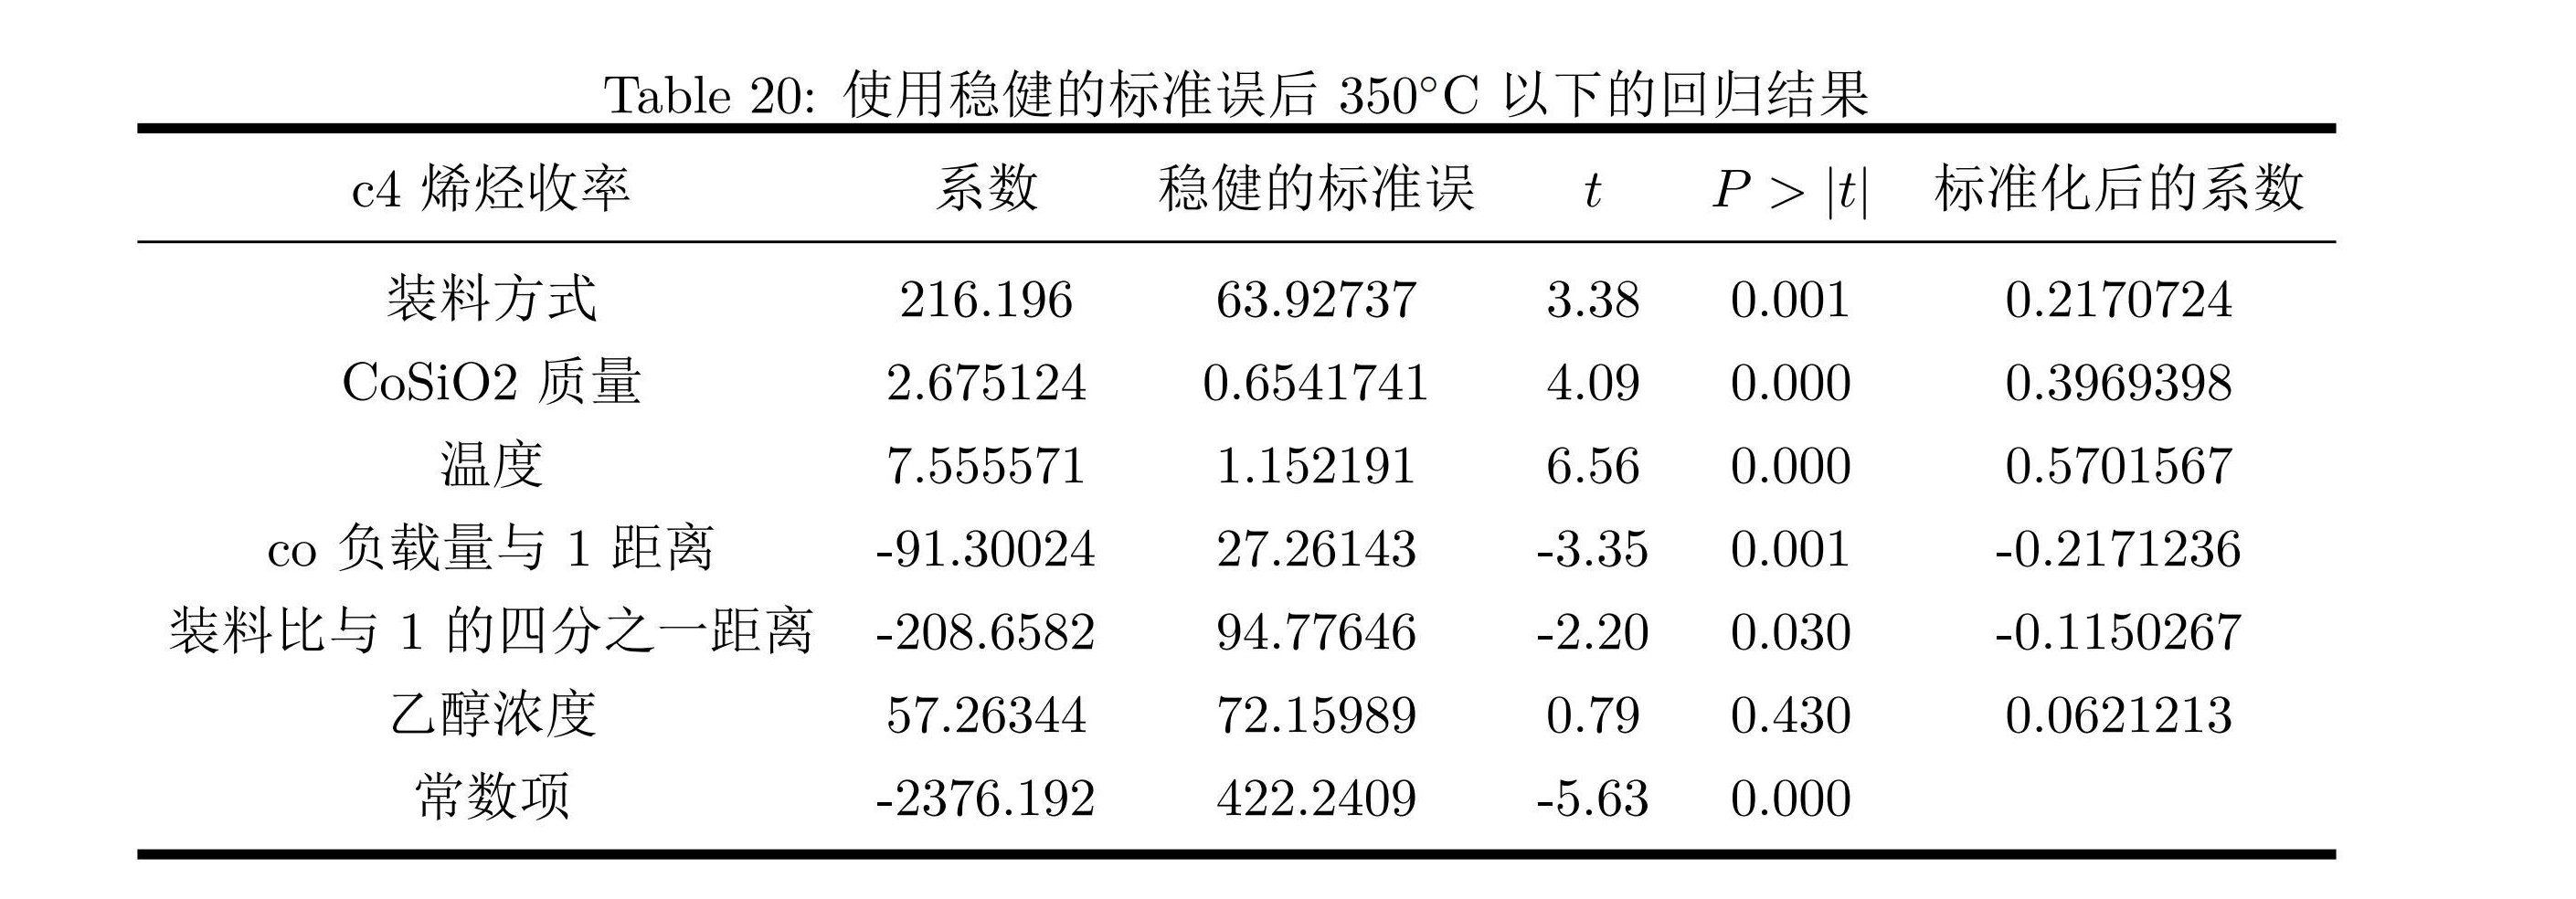 Table 20: 使用稳健的标准误后 350°C 以下的回归结果
c4 烯烃收率 系数 稳健的标准误 t P > |t| 标准化后的系数
装料方式 216.196 63.92737 3.38 0.001 0.2170724
CoSiO2 质量 2.675124 0.6541741 4.09 0.000 0.3969398
温度 7.555571 1.152191 6.56 0.000 0.5701567
co 负载量与 1 距离 -91.30024 27.26143 -3.35 0.001 -0.2171236
装料比与 1 的四分之一距离 -208.6582 94.77646 -2.20 0.030 -0.1150267
乙醇浓度 57.26344 72.15989 0.79 0.430 0.0621213
常数项 -2376.192 422.2409 -5.63 0.000